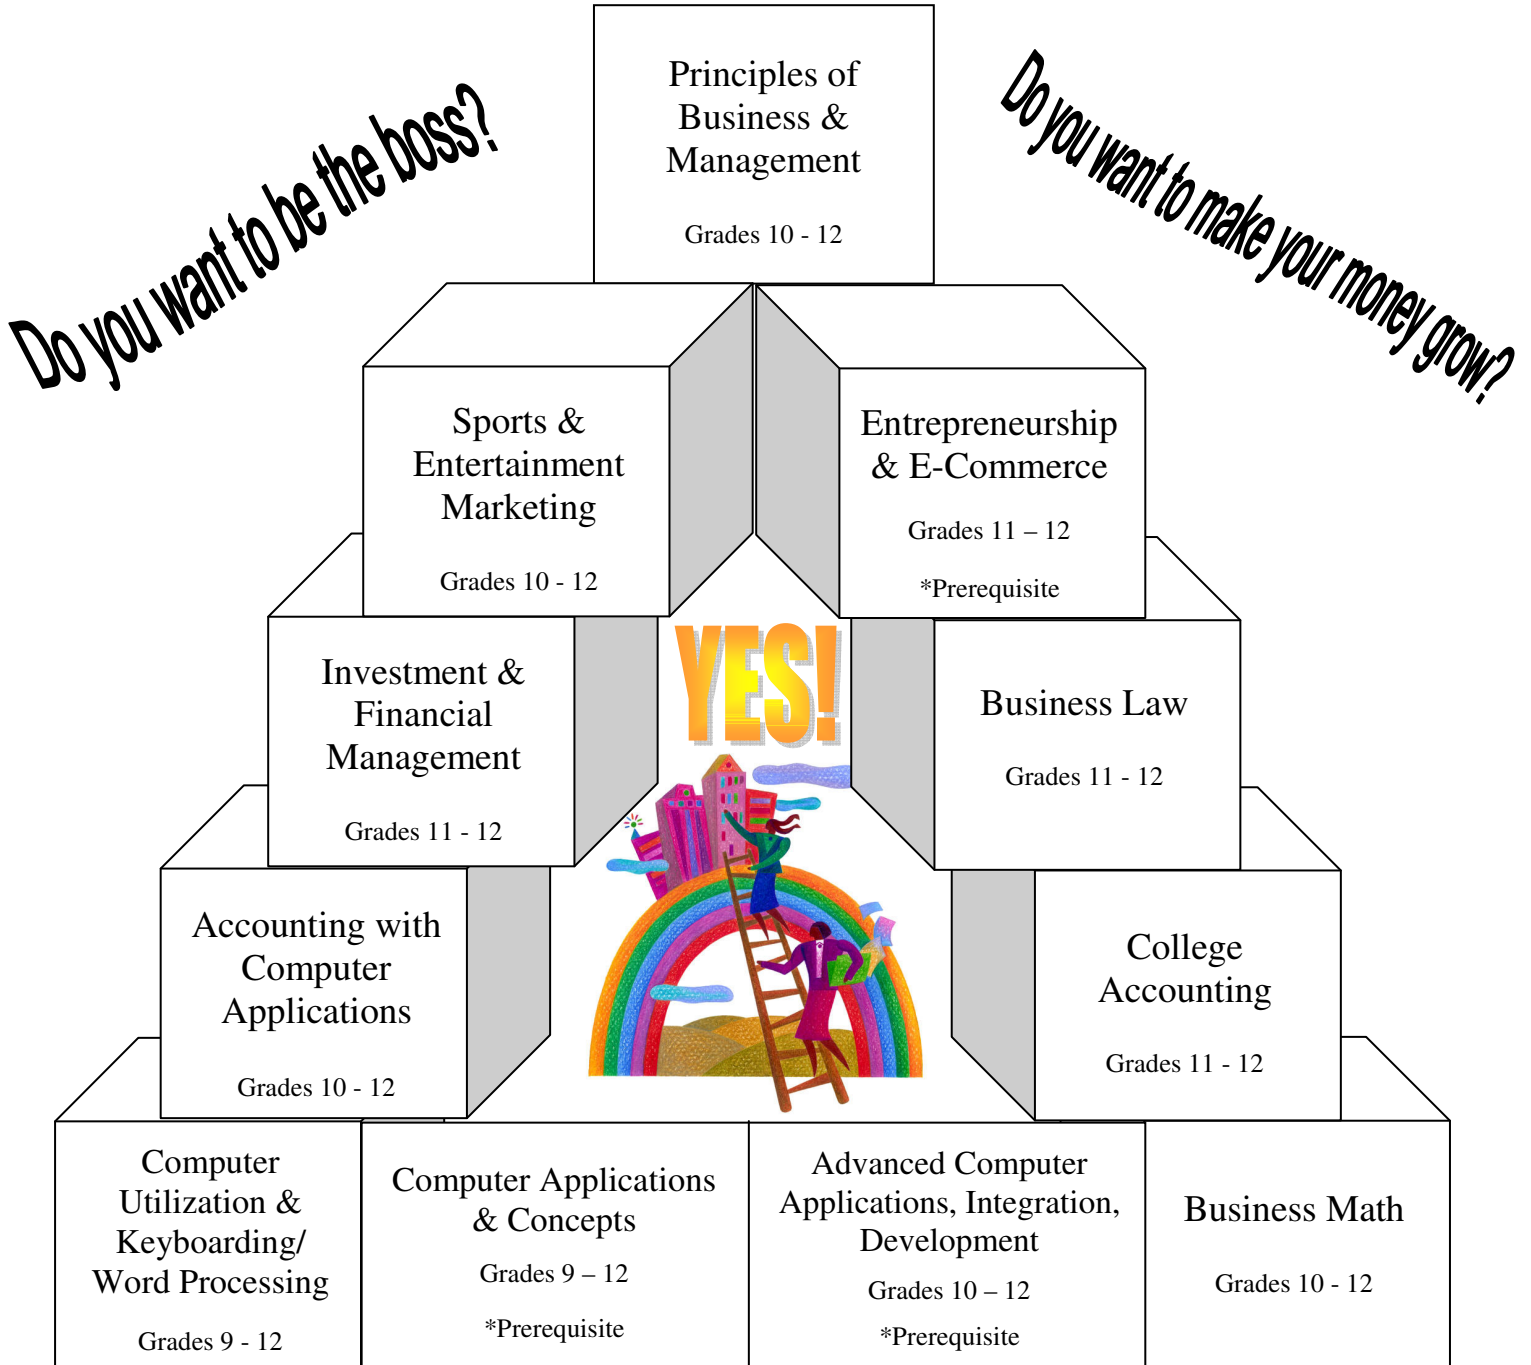 Do you want to be the boss?
Principles of
Business &
Management
Grades 10 - 12
Do you want to make your money grow?
Sports &
Entertainment
Marketing
Grades 10 - 12
Entrepreneurship
& E-Commerce
Grades 11 – 12
*Prerequisite
Investment &
Financial
Management
Grades 11 - 12
YES!
Business Law
Grades 11 - 12
Accounting with
Computer
Applications
Grades 10 - 12
College
Accounting
Grades 11 - 12
Computer
Utilization &
Keyboarding/
Word Processing
Grades 9 - 12
Computer Applications
& Concepts
Grades 9 – 12
*Prerequisite
Advanced Computer
Applications, Integration,
Development
Grades 10 – 12
*Prerequisite
Business Math
Grades 10 - 12